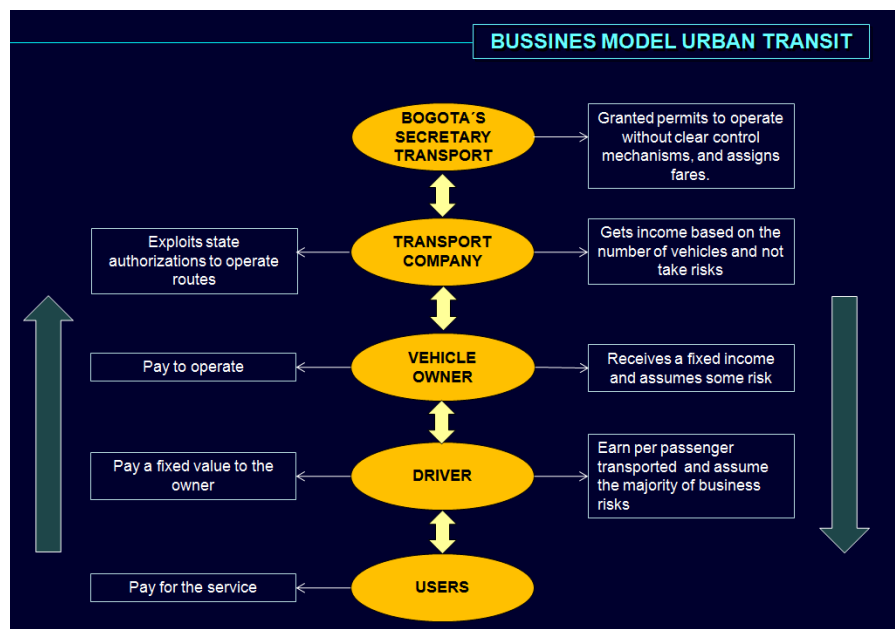 BUSSINES MODEL URBAN TRANSIT
BOGOTA´S
SECRETARY
TRANSPORT
Granted permits to operate
without clear control
mechanisms, and assigns
fares.
Exploits state
authorizations to operate
routes
TRANSPORT
COMPANY
Gets income based on the
number of vehicles and not
take risks
Pay to operate
VEHICLE
OWNER
Receives a fixed income
and assumes some risk
Pay a fixed value to the
owner
DRIVER
Earn per passenger
transported and assume
the majority of business
risks
Pay for the service
USERS